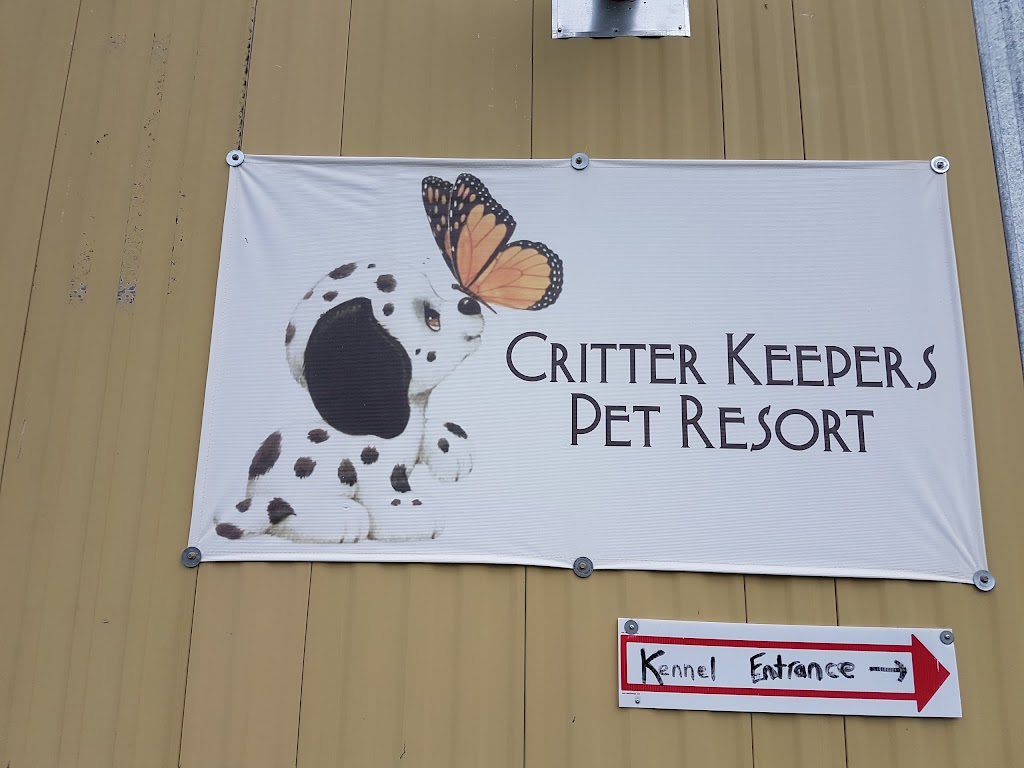 Critter Keepers
Pet Resort
Kennel Entrance →